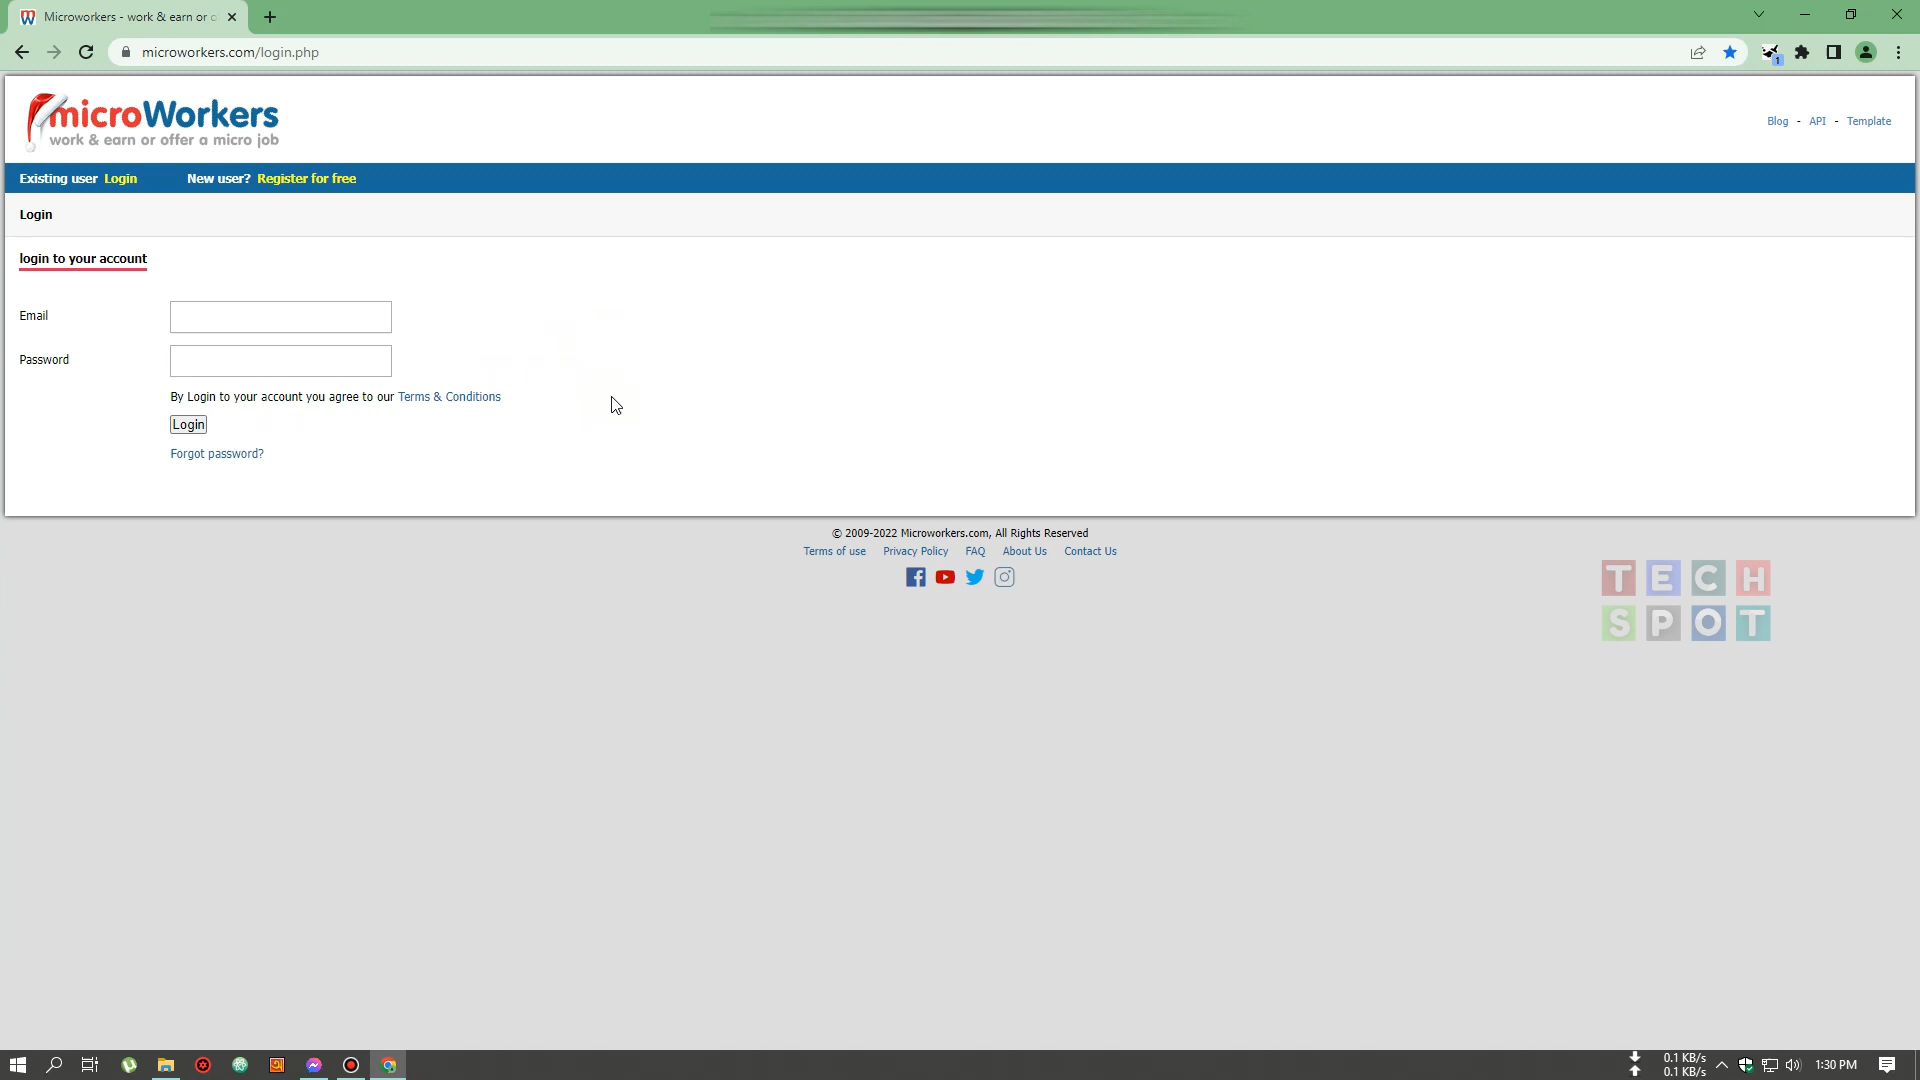 Microworkers - work & earn or o
microworkers.com/login.php
1
microWorkers
work & earn or offer a micro job
Blog - API - Template
Existing user Login New user? Register for free
Login
login to your account
Email
Password
By Login to your account you agree to our Terms & Conditions
Login
Forgot password?
© 2009-2022 Microworkers.com, All Rights Reserved
Terms of use Privacy Policy FAQ About Us Contact Us
TECH
SPOT
0.1 KB/s
0.1 KB/s
1:30 PM